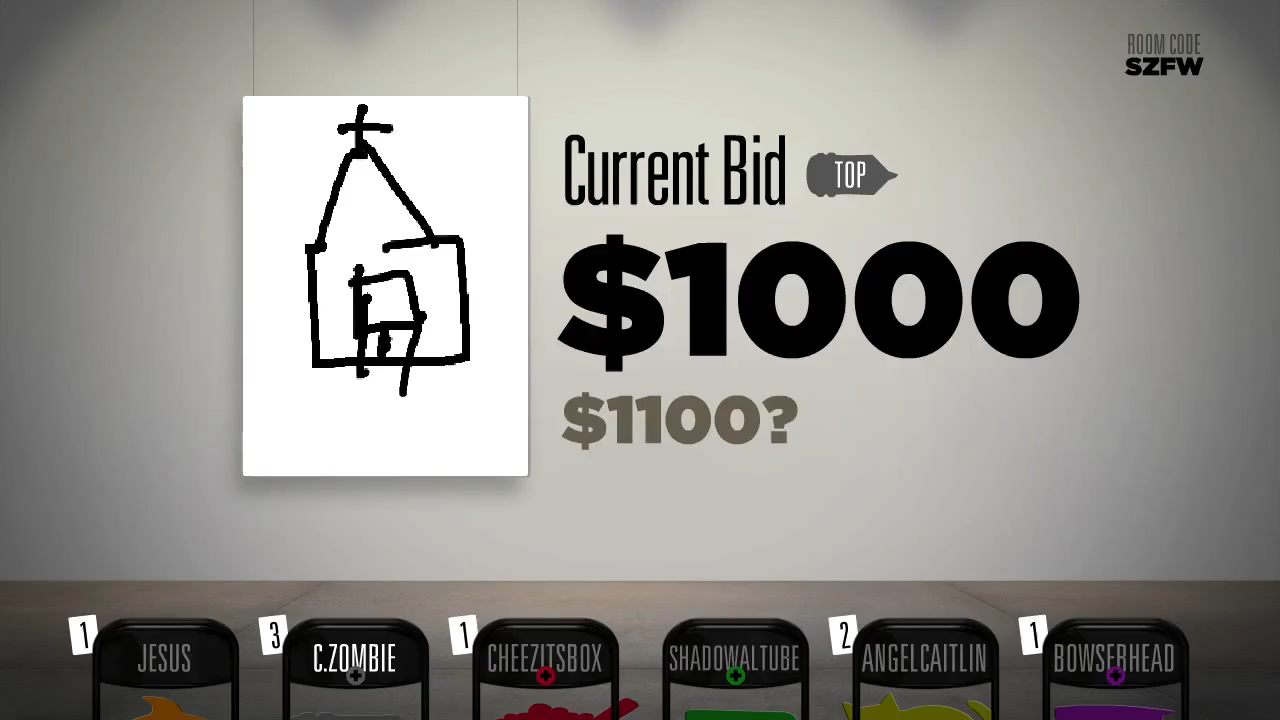 ROOM CODE
SZFW
Current Bid
TOP
$1000
$1100?
1 JESUS
3 C.ZOMBIE
1 CHEEZITSBOX
SHADOWALTUBE
2 ANGELCAITLIN
1 BOWSERHEAD